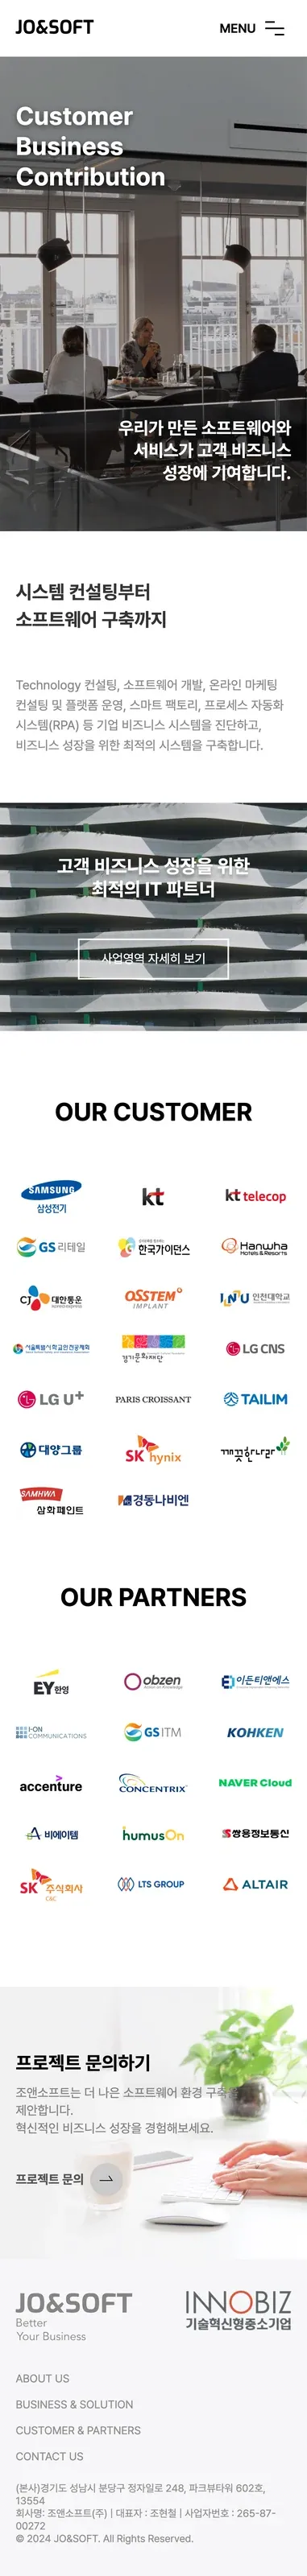 JO&SOFT
MENU
Customer
Business
Contribution
우리가 만든 소프트웨어와
서비스가 고객 비즈니스
성장에 기여합니다.
시스템 컨설팅부터
소프트웨어 구축까지
Technology 컨설팅, 소프트웨어 개발, 온라인 마케팅
컨설팅 및 플랫폼 운영, 스마트 팩토리, 프로세스 자동화
시스템(RPA) 등 기업 비즈니스 시스템을 진단하고,
비즈니스 성장을 위한 최적의 시스템을 구축합니다.
고객 비즈니스 성장을 위한
최적의 IT 파트너
사업영역 자세히 보기
OUR CUSTOMER
SAMSUNG
삼성전기
kt
kt telecop
GS리테일
한국가이던스
Hanwha
Hotels & Resorts
CJ 대한통운
OSSTEM
IMPLANT
INU 인천대학교
서울특별시학교안전공제회
경기문화재단
LG CNS
LG U+
PARIS CROISSANT
TAILIM
대양그룹
SK hynix
깨끗한나라
SAMHWA
삼화페인트
경동나비엔
OUR PARTNERS
EY한영
obzen
이든티앤에스
I-ON
COMMUNICATIONS
GS ITM
KOHKEN
accenture
CONCENTRIX
NAVER Cloud
비에이템
humusOn
쌍용정보통신
SK 주식회사
C&C
LTS GROUP
ALTAIR
프로젝트 문의하기
조앤소프트는 더 나은 소프트웨어 환경 구축을
제안합니다.
혁신적인 비즈니스 성장을 경험해보세요.
프로젝트 문의
JO&SOFT
Better
Your Business
INNOBIZ
기술혁신형중소기업
ABOUT US
BUSINESS & SOLUTION
CUSTOMER & PARTNERS
CONTACT US
(본사)경기도 성남시 분당구 정자일로 248, 파크뷰타워 602호,
13554
회사명: 조앤소프트(주) | 대표자 : 조현철 | 사업자번호 : 265-87-
00272
© 2024 JO&SOFT. All Rights Reserved.